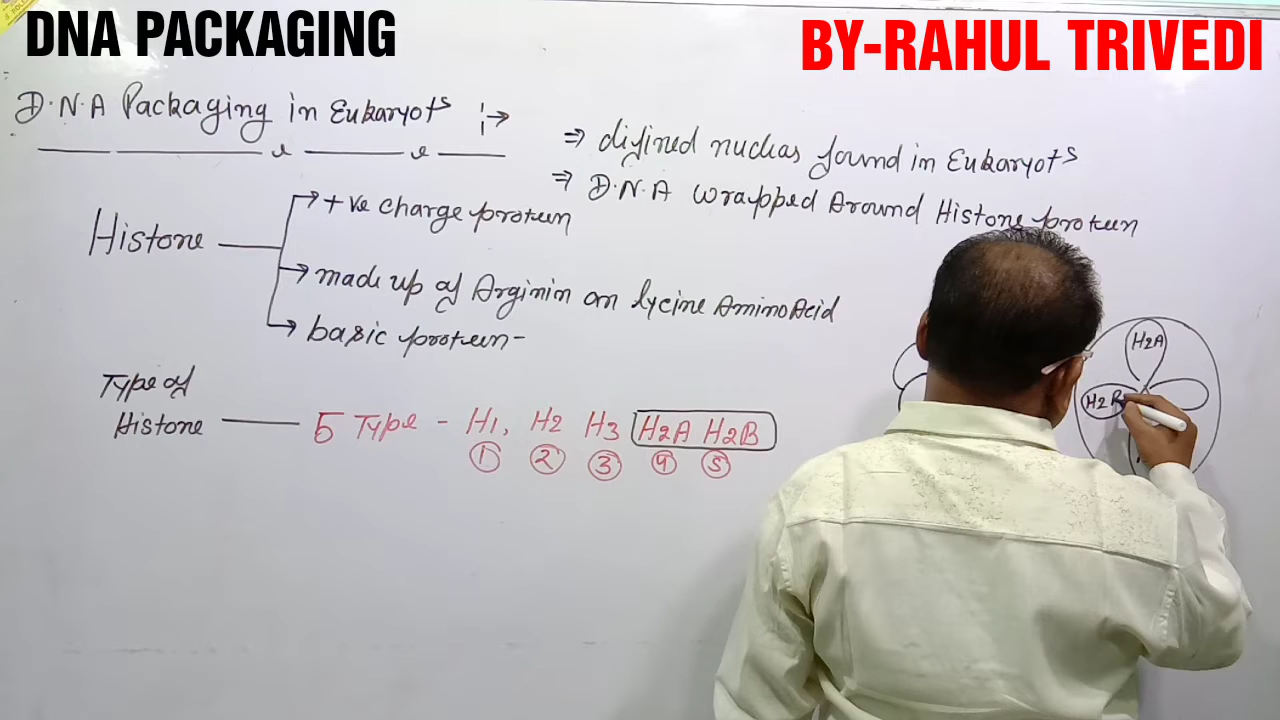 DNA PACKAGING
BY-RAHUL TRIVEDI
D.N.A Packaging in Eukaryots :→
⇒ difined nuclias found in Eukaryots
⇒ D.N.A wrapped Around Histone protein
Histone
→ +ve charge protein
→ made up of Arginin on lycine Amino Acid
→ basic protein-
Type of
Histone — 5 Type - H1, H2 H3 H2A H2B
1 2 3 4 5
H2A
H2B